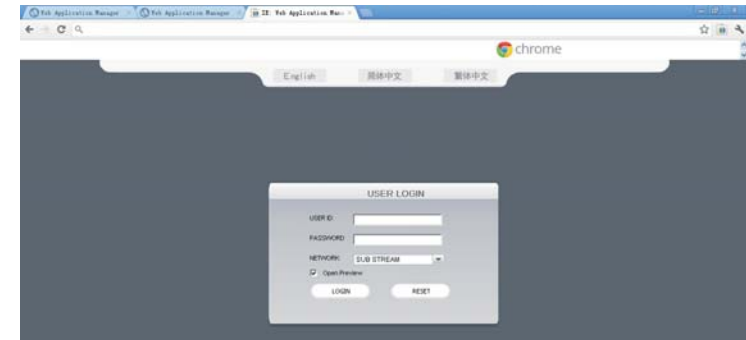 Web Application Manager Web Application Manager IE: Web Application Man
chrome
English 简体中文 繁体中文
USER LOGIN
USER ID:
PASSWORD:
NETWORK: SUB STREAM
Open Preview
LOGIN RESET